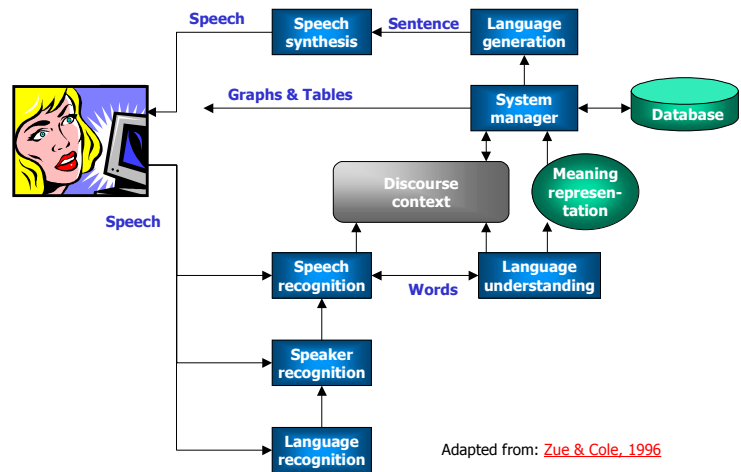 Speech
Speech
synthesis
Sentence
Language
generation
Graphs & Tables
System
manager
Database
Discourse
context
Meaning
represen-
tation
Speech
Speech
recognition
Words
Language
understanding
Speaker
recognition
Language
recognition
Adapted from: Zue & Cole, 1996